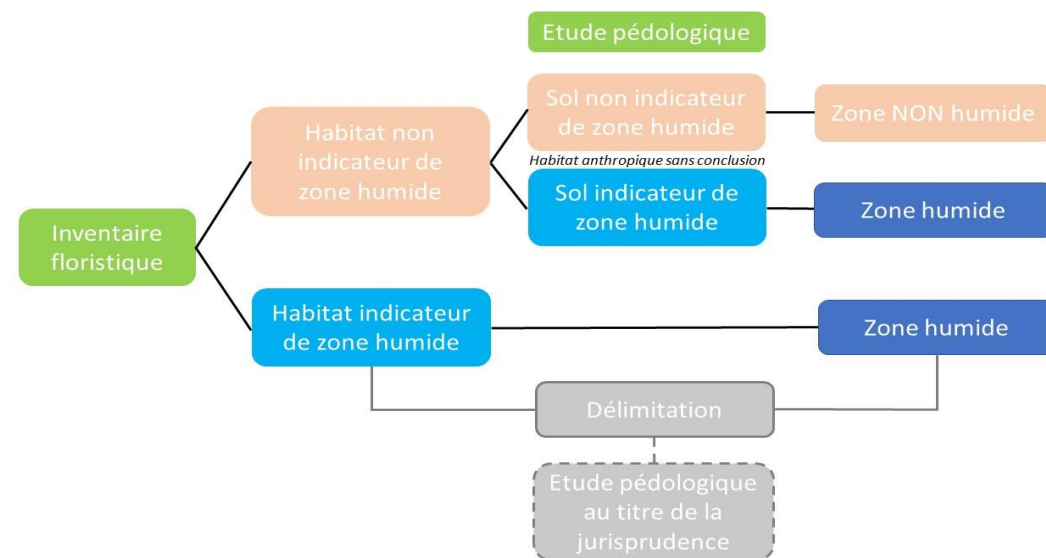 Etude pédologique
Inventaire
floristique
Habitat non
indicateur de
zone humide
Sol non indicateur
de zone humide
Zone NON humide
Habitat anthropique sans conclusion
Sol indicateur de
zone humide
Zone humide
Habitat indicateur
de zone humide
Zone humide
Délimitation
Etude pédologique
au titre de la
jurisprudence